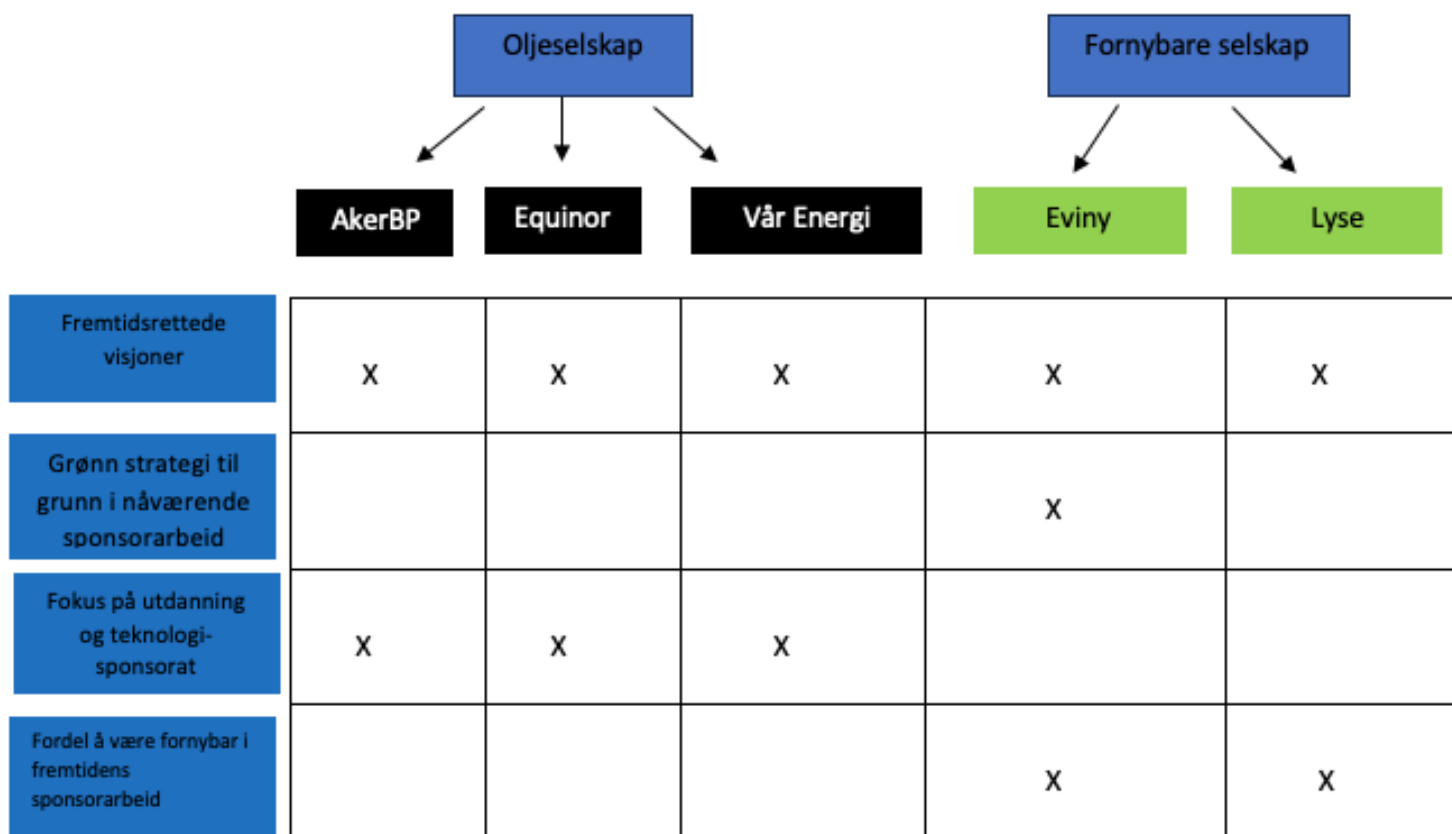 Oljeselskap Fornybare selskap
AkerBP Equinor Vår Energi Eviny Lyse
Fremtidsrettede
visjoner
X X X X X
Grønn strategi til
grunn i nåværende
sponsorarbeid
X
Fokus på utdanning
og teknologi-
sponsorat
X X X
Fordel å være fornybar i
fremtidens
sponsorarbeid
X X